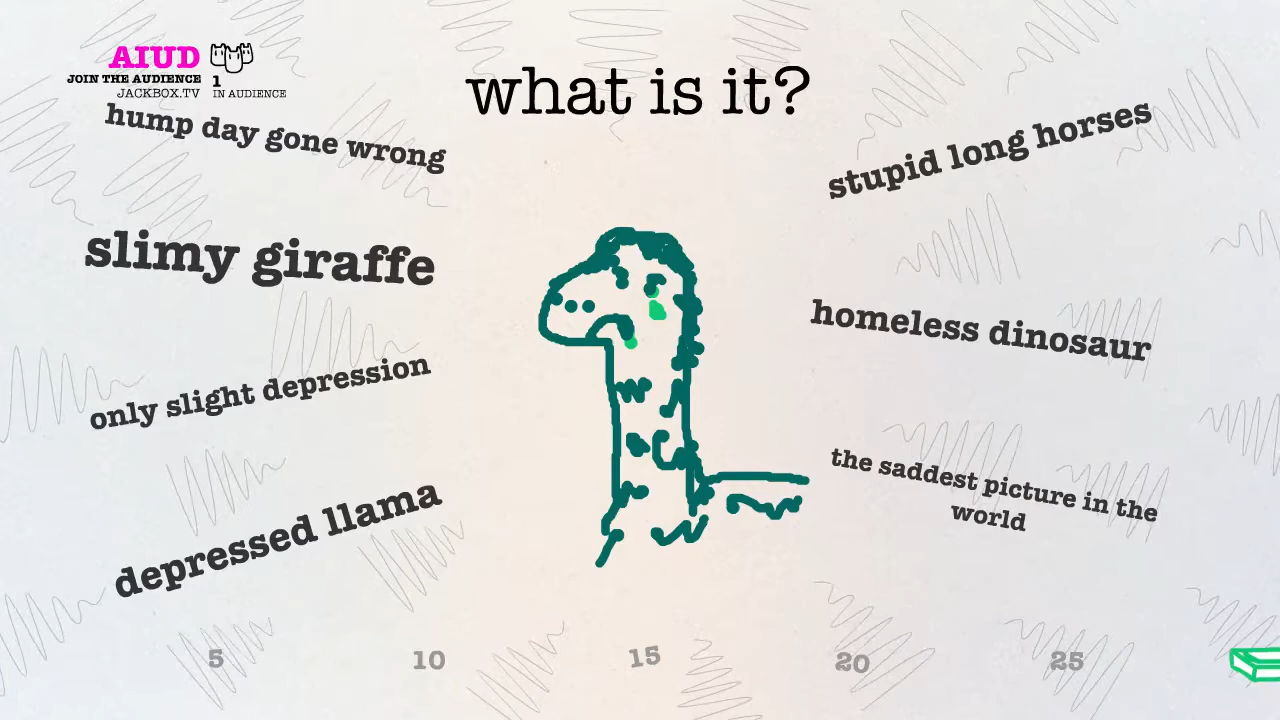 AIUD
JOIN THE AUDIENCE
JACKBOX.TV
1
IN AUDIENCE
what is it?
hump day gone wrong
slimy giraffe
only slight depression
depressed llama
stupid long horses
homeless dinosaur
the saddest picture in the
world
5 10 15 20 25